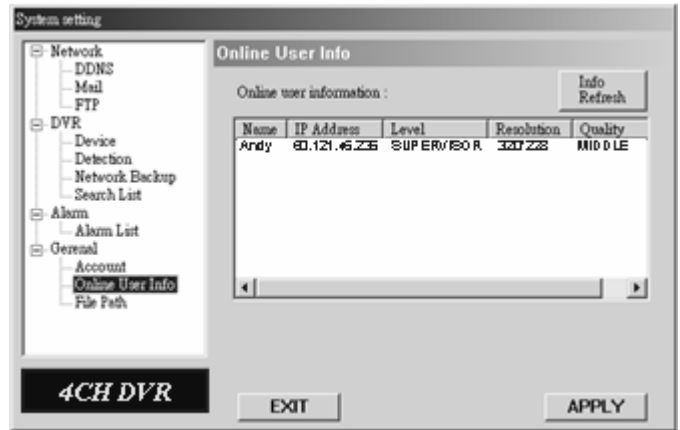 System setting
Network
DDNS
Mail
FTP
DVR
Device
Detection
Network Backup
Search List
Alarm
Alarm List
Gerenal
Account
Online User Info
File Path
4CH DVR
Online User Info
Online user information :
Info
Refresh
Name IP Address Level Resolution Quality
Andy SUPERVISOR MIDDLE
EXIT
APPLY